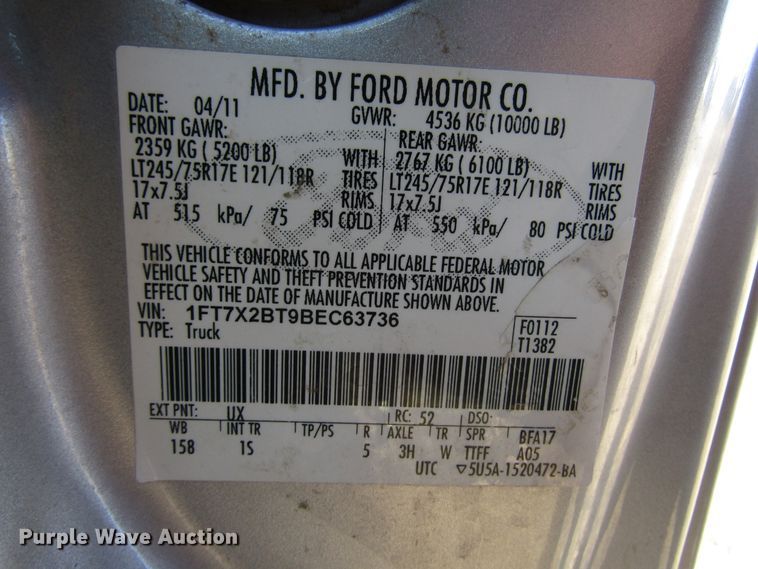 MFD. BY FORD MOTOR CO.
DATE: 04/11 GVWR: 4536 KG (10000 LB)
FRONT GAWR: REAR GAWR:
2359 KG ( 5200 LB) WITH 2767 KG ( 6100 LB) WITH
LT245/75R17E 121/118R TIRES LT245/75R17E 121/118R TIRES
17x7.5J RIMS 17x7.5J RIMS
AT 515 kPa/ 75 PSI COLD AT 550 kPa/ 80 PSI COLD
THIS VEHICLE CONFORMS TO ALL APPLICABLE FEDERAL MOTOR
VEHICLE SAFETY AND THEFT PREVENTION STANDARDS IN
EFFECT ON THE DATE OF MANUFACTURE SHOWN ABOVE.
VIN: 1FT7X2BT9BEC63736
TYPE: Truck
F0112
T1382
EXT PNT: UX RC: 52 DSO:
WB INT TR TP/PS R AXLE TR SPR BFA17
158 1S 5 3H W TTFF A05
UTC ▽5U5A-1520472-BA
Purple Wave Auction